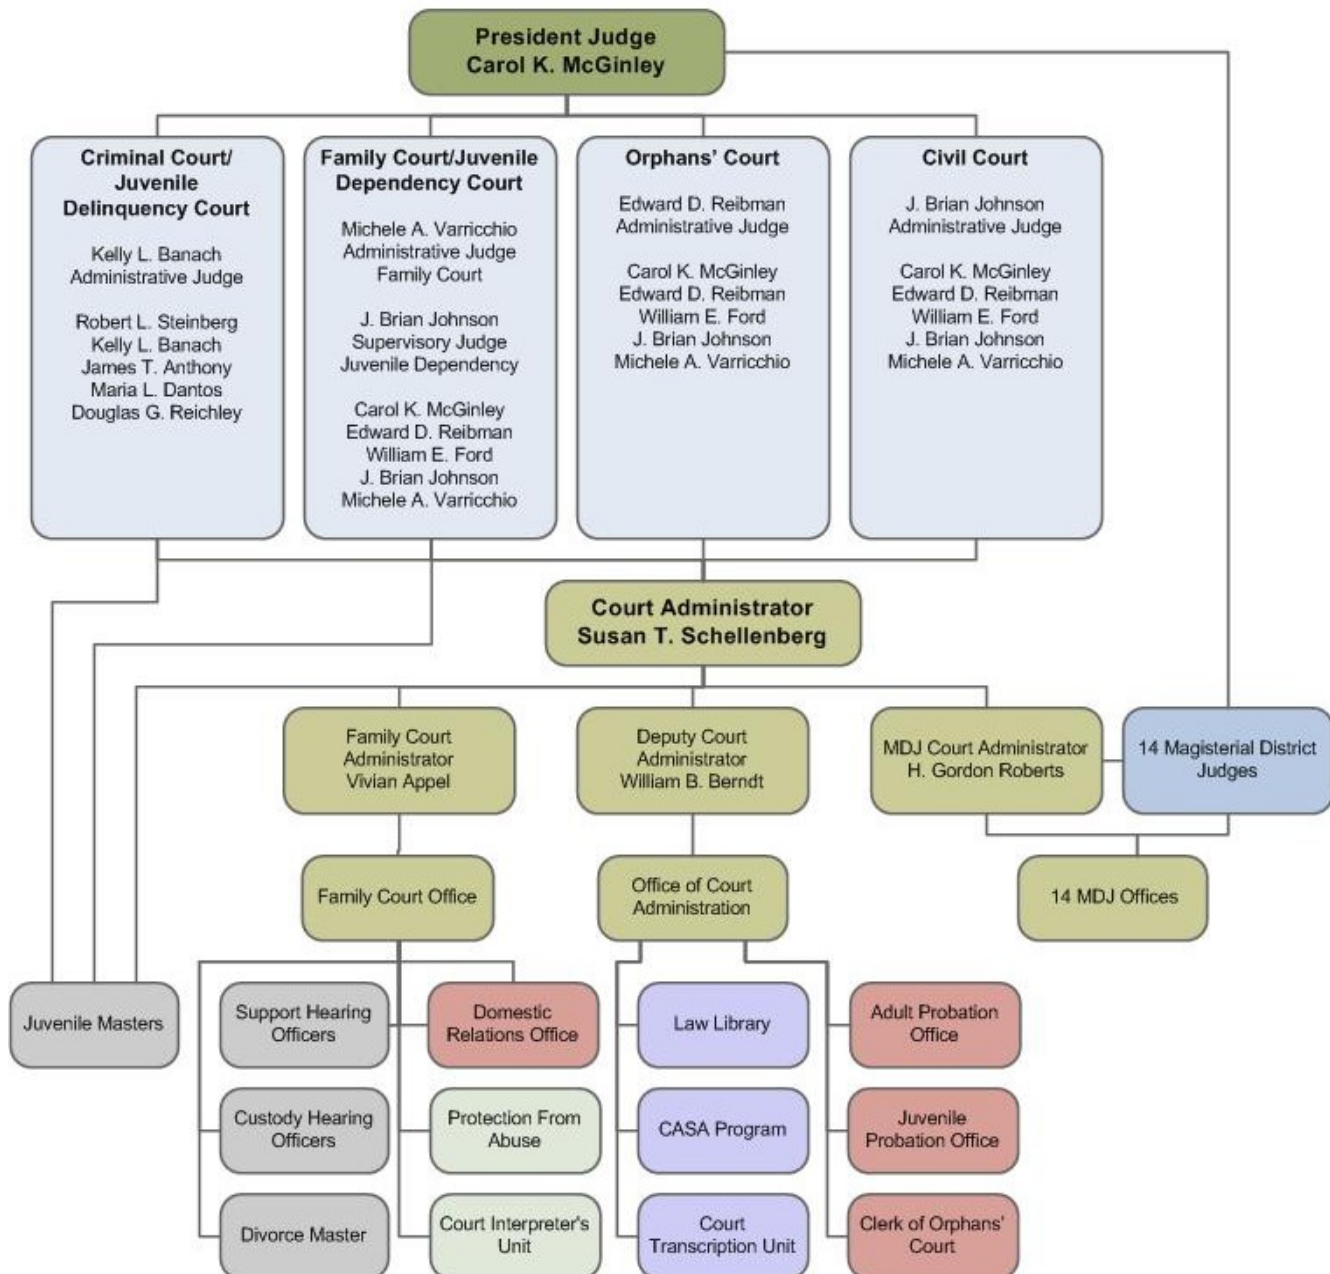 President Judge
Carol K. McGinley
Criminal Court/
Juvenile
Delinquency Court
Kelly L. Banach
Administrative Judge
Robert L. Steinberg
Kelly L. Banach
James T. Anthony
Maria L. Dantos
Douglas G. Reichley
Family Court/Juvenile
Dependency Court
Michele A. Varricchio
Administrative Judge
Family Court
J. Brian Johnson
Supervisory Judge
Juvenile Dependency
Carol K. McGinley
Edward D. Reibman
William E. Ford
J. Brian Johnson
Michele A. Varricchio
Orphans' Court
Edward D. Reibman
Administrative Judge
Carol K. McGinley
Edward D. Reibman
William E. Ford
J. Brian Johnson
Michele A. Varricchio
Civil Court
J. Brian Johnson
Administrative Judge
Carol K. McGinley
Edward D. Reibman
William E. Ford
J. Brian Johnson
Michele A. Varricchio
Court Administrator
Susan T. Schellenberg
Family Court
Administrator
Vivian Appel
Deputy Court
Administrator
William B. Berndt
MDJ Court Administrator
H. Gordon Roberts
14 Magisterial District
Judges
Family Court Office
Office of Court
Administration
14 MDJ Offices
Juvenile Masters
Support Hearing
Officers
Domestic
Relations Office
Law Library
Adult Probation
Office
Custody Hearing
Officers
Protection From
Abuse
CASA Program
Juvenile
Probation Office
Divorce Master
Court Interpreter's
Unit
Court
Transcription Unit
Clerk of Orphans'
Court